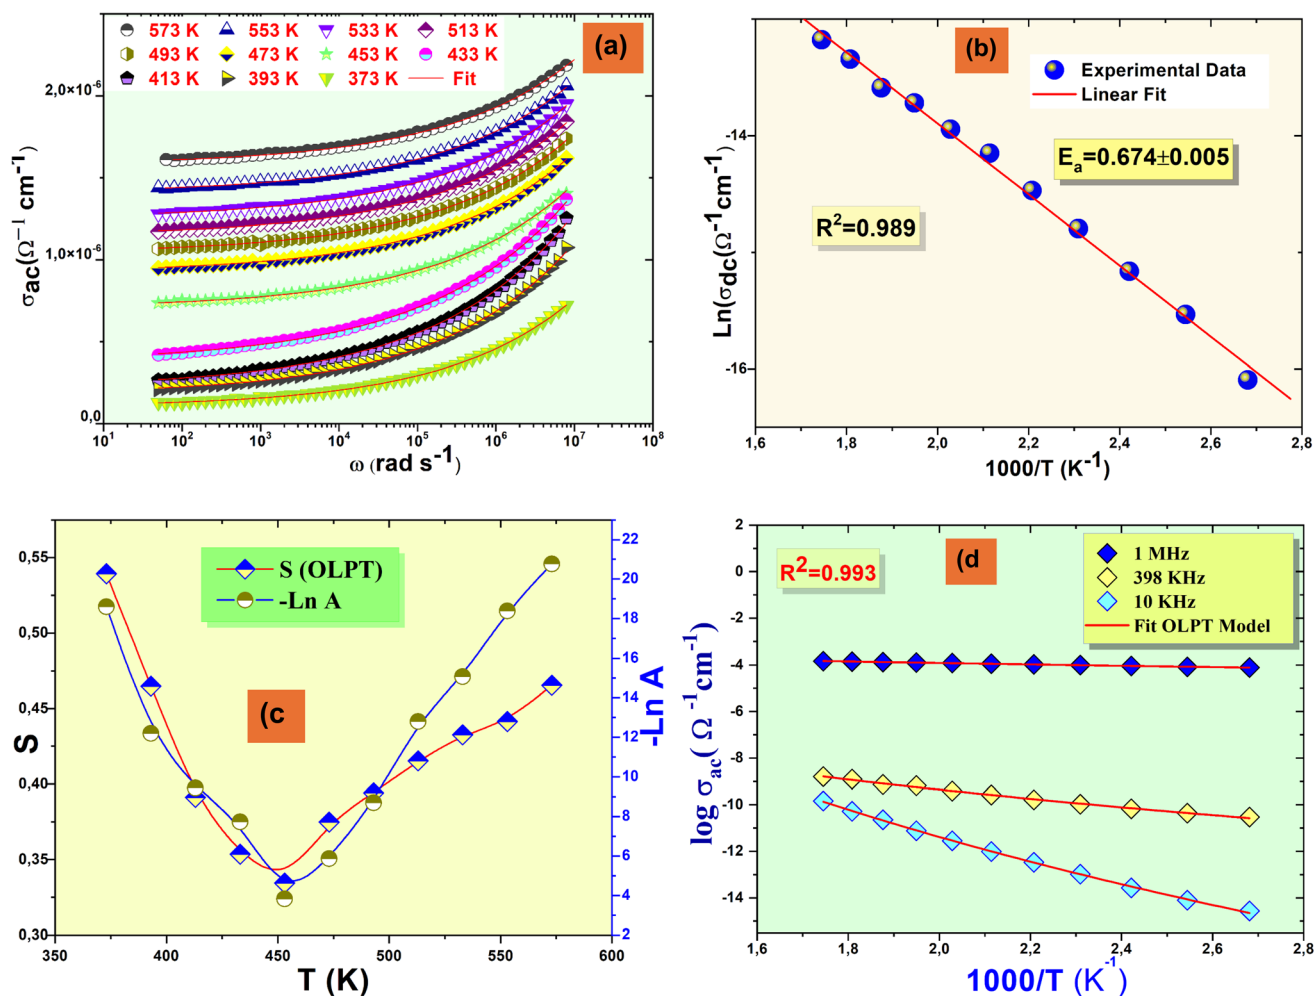 573 K 553 K 533 K 513 K
493 K 473 K 453 K 433 K
413 K 393 K 373 K Fit
(a)
2,0×10⁻⁶
1,0×10⁻⁶
0,0
σac(Ω⁻¹ cm⁻¹)
10¹ 10² 10³ 10⁴ 10⁵ 10⁶ 10⁷ 10⁸
ω (rad s⁻¹)
(b)
Experimental Data
Linear Fit
Eₐ=0.674±0.005
R²=0.989
-14
-16
Ln(σdc(Ω⁻¹cm⁻¹)
1,6 1,8 2,0 2,2 2,4 2,6 2,8
1000/T (K⁻¹)
S (OLPT)
-Ln A
(c
0,55
0,50
0,45
0,40
0,35
0,30
S
22
20
18
16
14
12
10
8
6
4
2
-Ln A
350 400 450 500 550 600
T (K)
R²=0.993
(d
1 MHz
398 KHz
10 KHz
Fit OLPT Model
2
0
-2
-4
-6
-8
-10
-12
-14
log σac( Ω⁻¹cm⁻¹)
1,6 1,8 2,0 2,2 2,4 2,6 2,8
1000/T (K⁻¹)